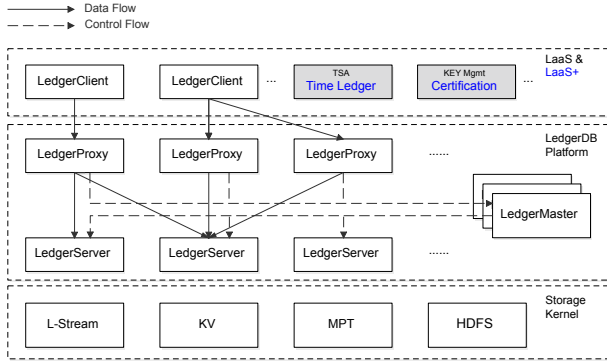 Data Flow
Control Flow
LaaS &
LaaS+
LedgerClient
LedgerClient
...
TSA
Time Ledger
KEY Mgmt
Certification
...
LedgerDB
Platform
LedgerProxy
LedgerProxy
LedgerProxy
......
LedgerMaster
LedgerServer
LedgerServer
LedgerServer
......
Storage
Kernel
L-Stream
KV
MPT
HDFS